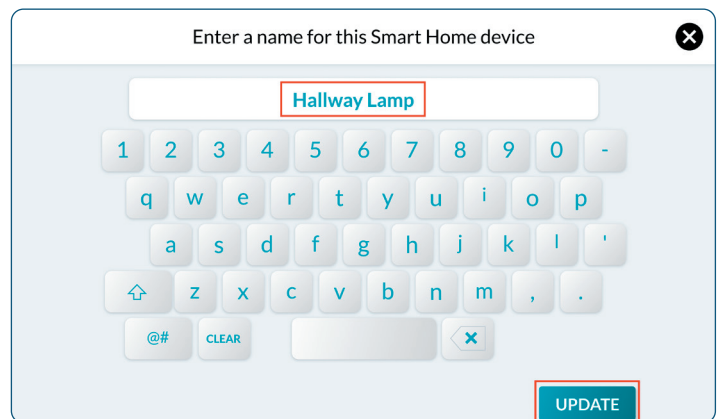 Enter a name for this Smart Home device
Hallway Lamp
1 2 3 4 5 6 7 8 9 0 -
q w e r t y u i o p
a s d f g h j k l '
z x c v b n m , .
@# CLEAR
UPDATE